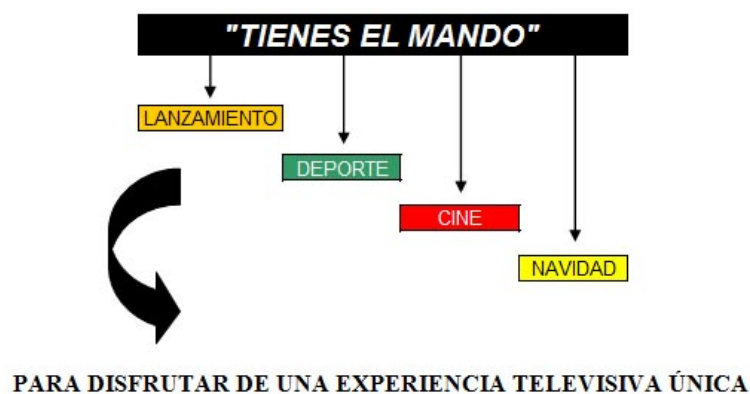 "TIENES EL MANDO"
LANZAMIENTO
DEPORTE
CINE
NAVIDAD
PARA DISFRUTAR DE UNA EXPERIENCIA TELEVISIVA ÚNICA